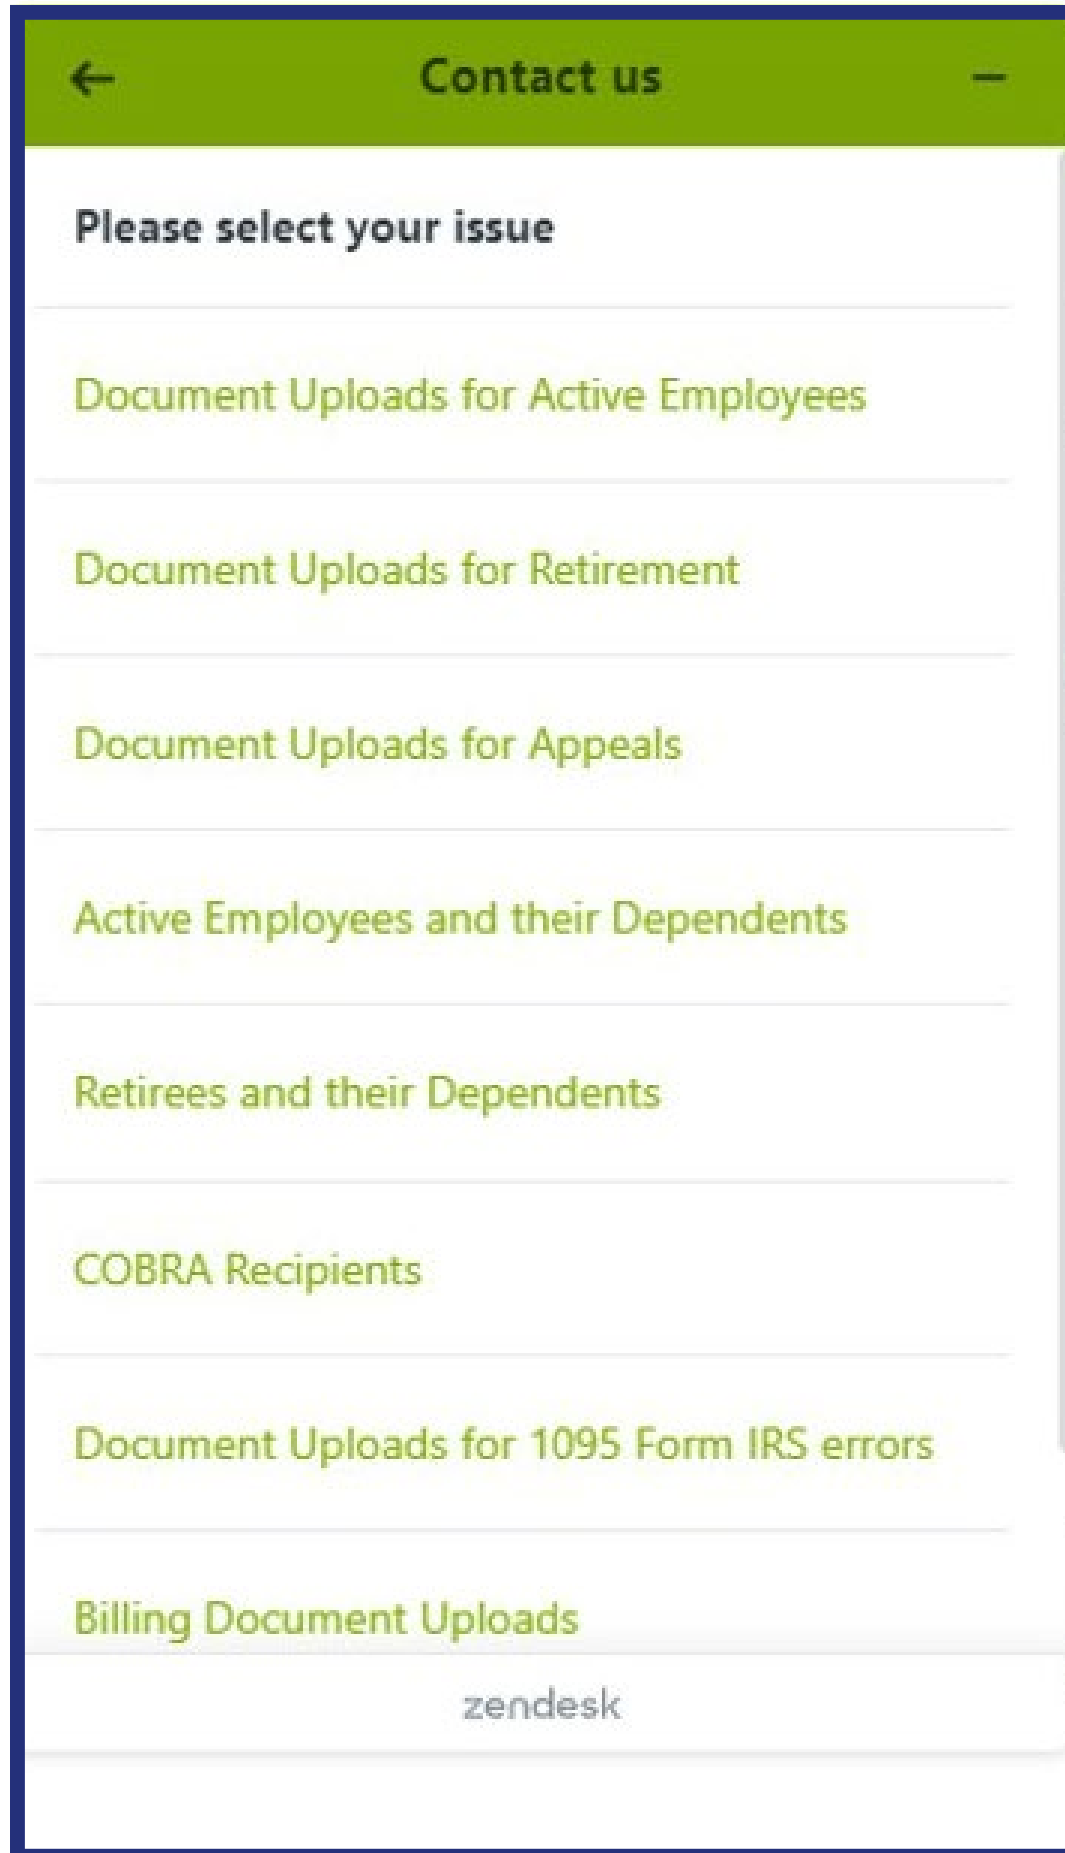 Contact us
Please select your issue
Document Uploads for Active Employees
Document Uploads for Retirement
Document Uploads for Appeals
Active Employees and their Dependents
Retirees and their Dependents
COBRA Recipients
Document Uploads for 1095 Form IRS errors
Billing Document Uploads
zendesk